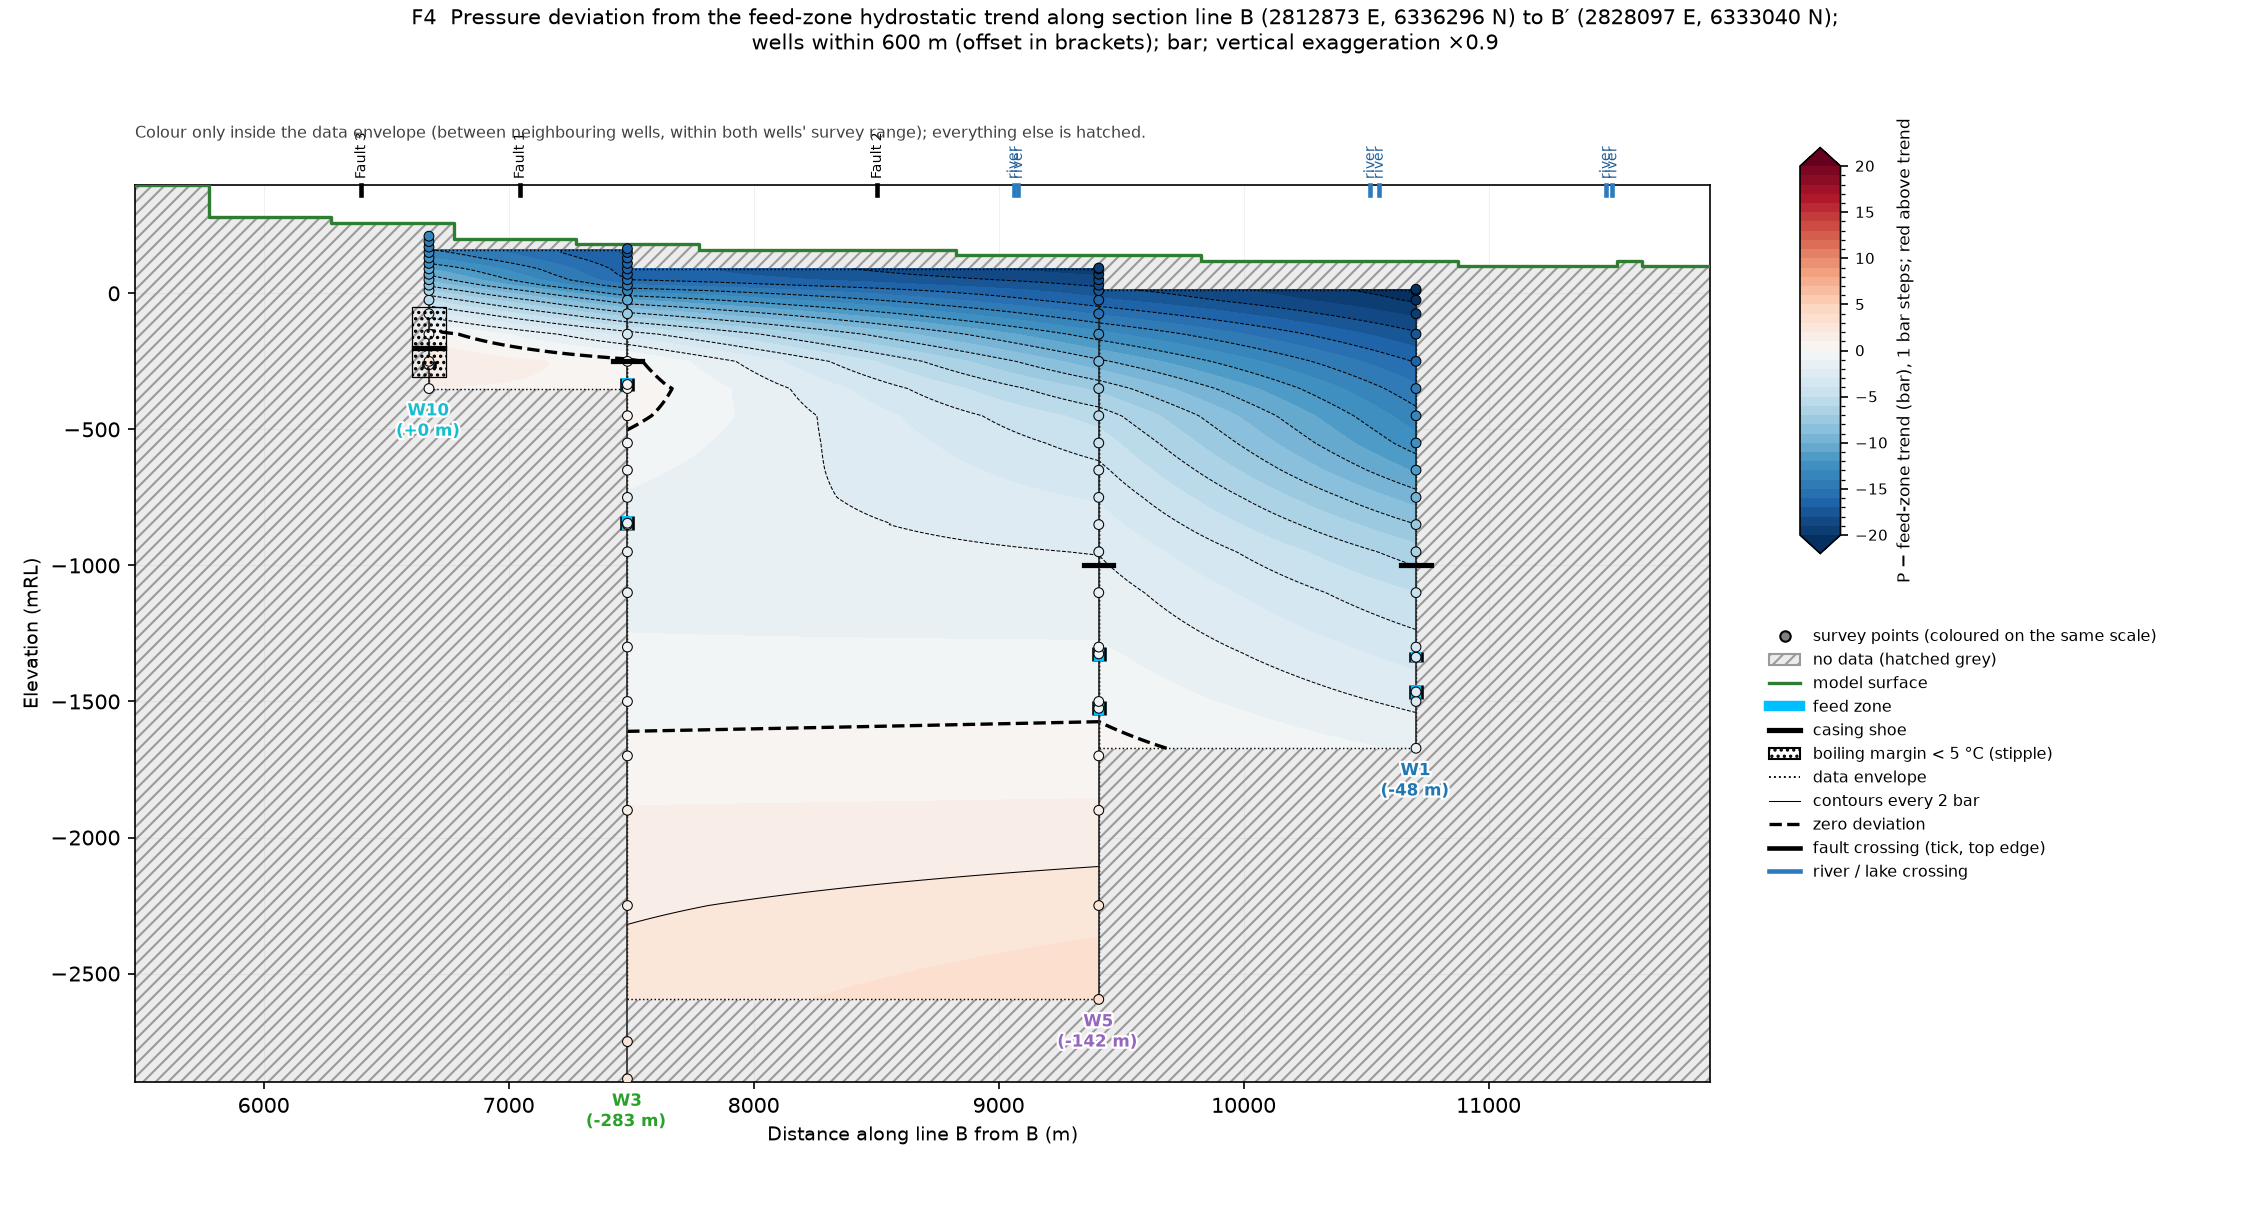 F4  Pressure deviation from the feed-zone hydrostatic trend along section line B (2812873 E, 6336296 N) to B′ (2828097 E, 6333040 N);
wells within 600 m (offset in brackets); bar; vertical exaggeration ×0.9
Colour only inside the data envelope (between neighbouring wells, within both wells' survey range); everything else is hatched.
Fault 3
Fault 1
Fault 2
river
river
river
river
river
river
0
−500
−1000
−1500
−2000
−2500
Elevation (mRL)
W10
(+0 m)
W1
(-48 m)
W5
(-142 m)
W3
(-283 m)
6000
7000
8000
9000
10000
11000
Distance along line B from B (m)
20
15
10
5
0
−5
−10
−15
−20
P − feed-zone trend (bar), 1 bar steps; red above trend
survey points (coloured on the same scale)
no data (hatched grey)
model surface
feed zone
casing shoe
boiling margin < 5 °C (stipple)
data envelope
contours every 2 bar
zero deviation
fault crossing (tick, top edge)
river / lake crossing